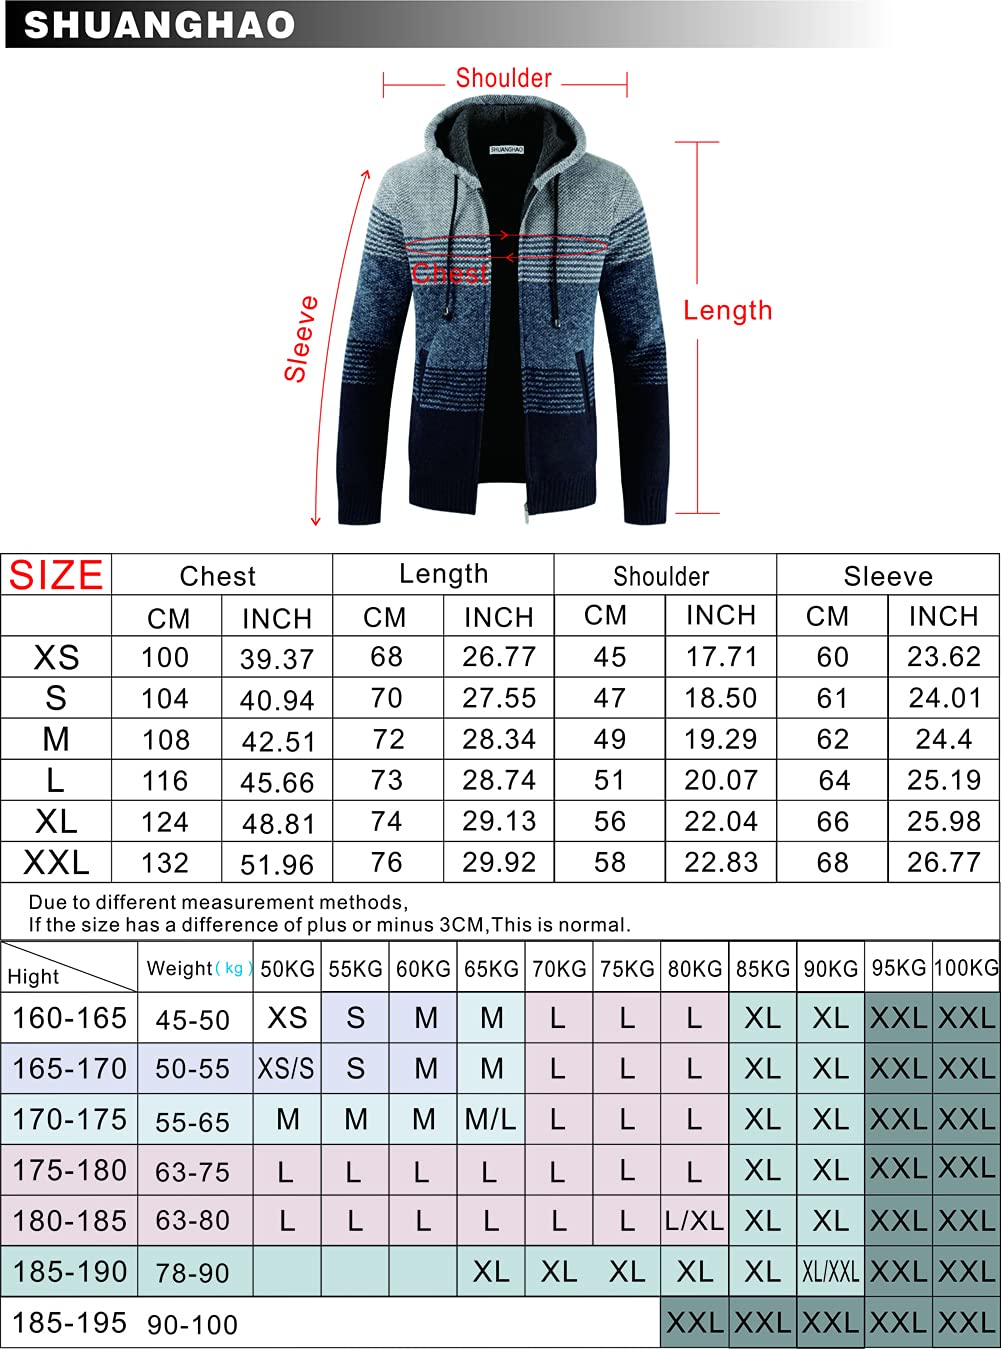 SHUANGHAO
Shoulder
SHUANGHAO
Chest
Sleeve
Length
SIZE Chest Length Shoulder Sleeve
CM INCH CM INCH CM INCH CM INCH
XS 100 39.37 68 26.77 45 17.71 60 23.62
S 104 40.94 70 27.55 47 18.50 61 24.01
M 108 42.51 72 28.34 49 19.29 62 24.4
L 116 45.66 73 28.74 51 20.07 64 25.19
XL 124 48.81 74 29.13 56 22.04 66 25.98
XXL 132 51.96 76 29.92 58 22.83 68 26.77
Due to different measurement methods,
If the size has a difference of plus or minus 3CM,This is normal.
Hight Weight(kg) 50KG 55KG 60KG 65KG 70KG 75KG 80KG 85KG 90KG 95KG 100KG
160-165 45-50 XS S M M L L L XL XL XXL XXL
165-170 50-55 XS/S S M M L L L XL XL XXL XXL
170-175 55-65 M M M M/L L L L XL XL XXL XXL
175-180 63-75 L L L L L L L XL XL XXL XXL
180-185 63-80 L L L L L L L/XL XL XL XXL XXL
185-190 78-90 XL XL XL XL XL XL/XXL XXL XXL
185-195 90-100 XXL XXL XXL XXL XXL